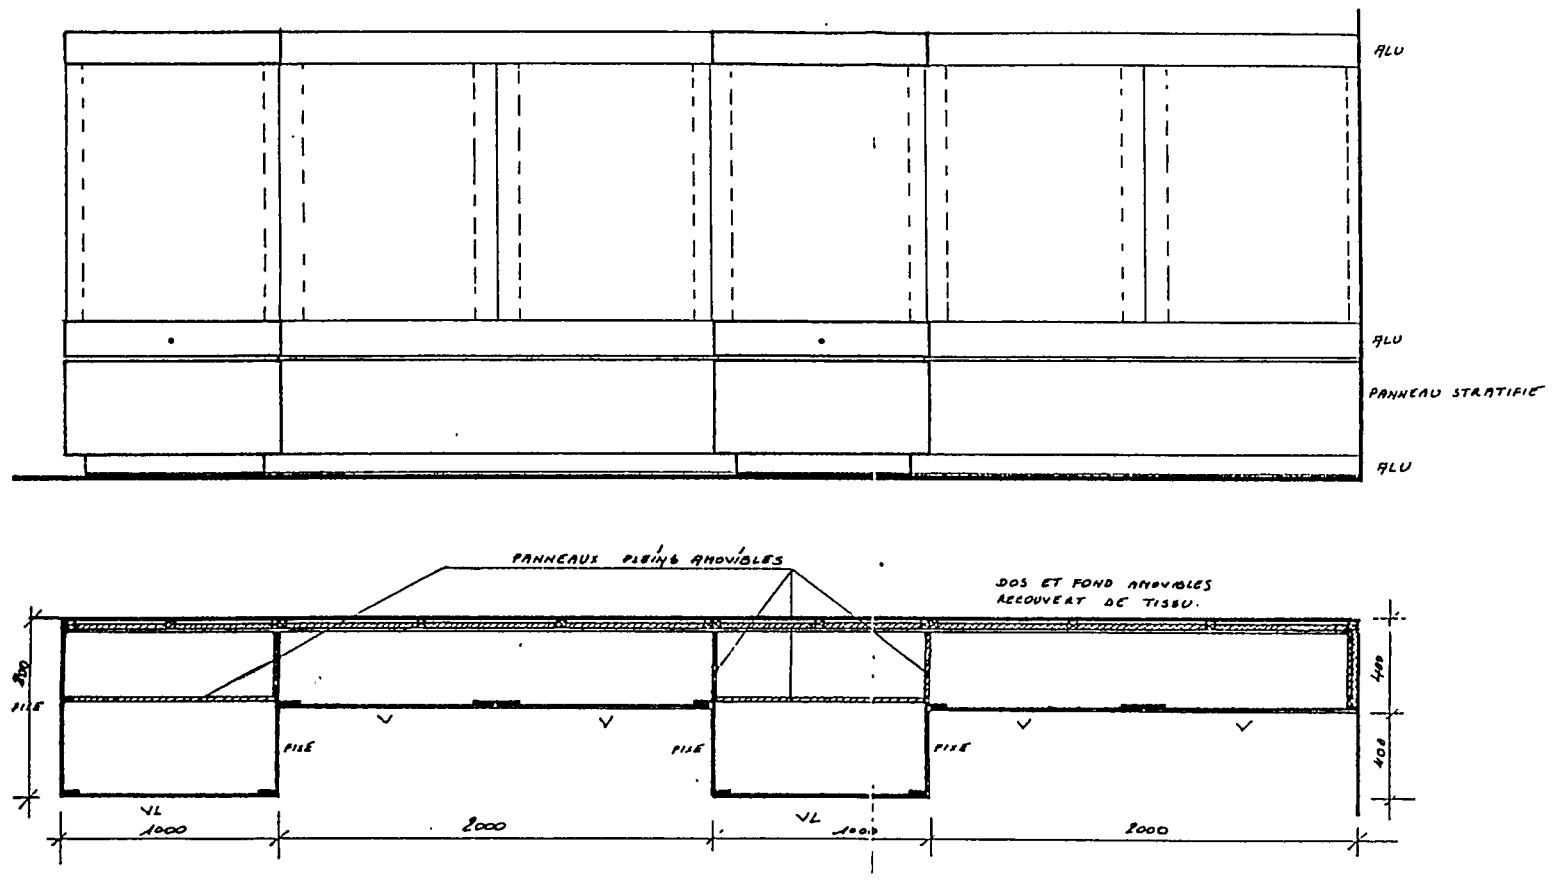 ALU
ALU
PANNEAU STRATIFIE
ALU
PANNEAUX PLEINS AMOVIBLES
DOS ET FOND AMOVIBLES
RECOUVERT DE TISSU.
800
400
FIXE
V V V V
FIXE FIXE FIXE
400
VL VL
1000 2000 1000 2000